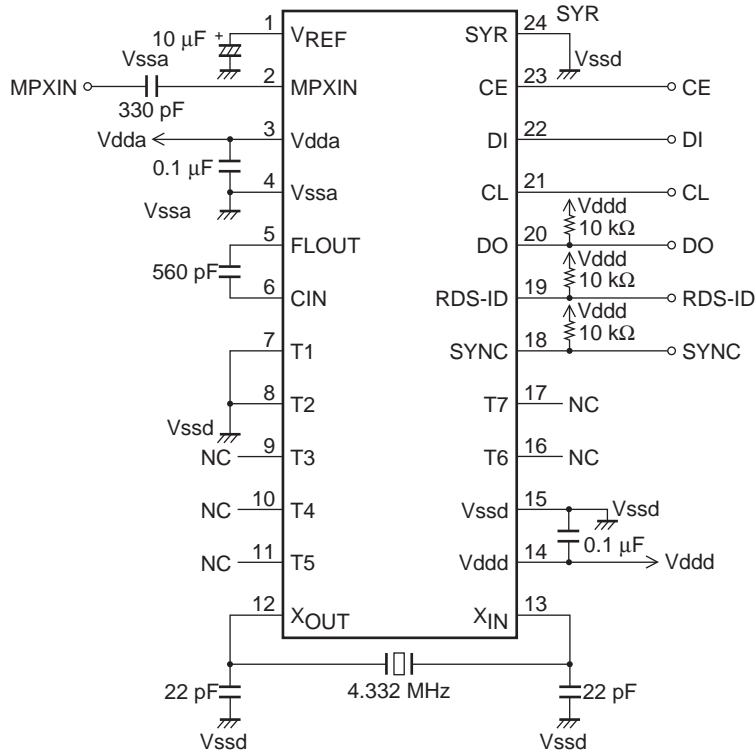 SYR
1 VREF SYR 24
10 µF +
Vssa
Vssd
MPXIN 2 MPXIN CE 23 CE
330 pF
Vdda 3 Vdda DI 22 DI
0.1 µF
4 Vssa CL 21 CL
Vssa
Vddd
10 kΩ
5 FLOUT DO 20 DO
560 pF
Vddd
10 kΩ
6 CIN RDS-ID 19 RDS-ID
Vddd
10 kΩ
7 T1 SYNC 18 SYNC
8 T2 T7 17 NC
Vssd
NC 9 T3 T6 16 NC
NC 10 T4 Vssd 15 Vssd
0.1 µF
NC 11 T5 Vddd 14 Vddd
12 XOUT XIN 13
22 pF 4.332 MHz 22 pF
Vssd Vssd